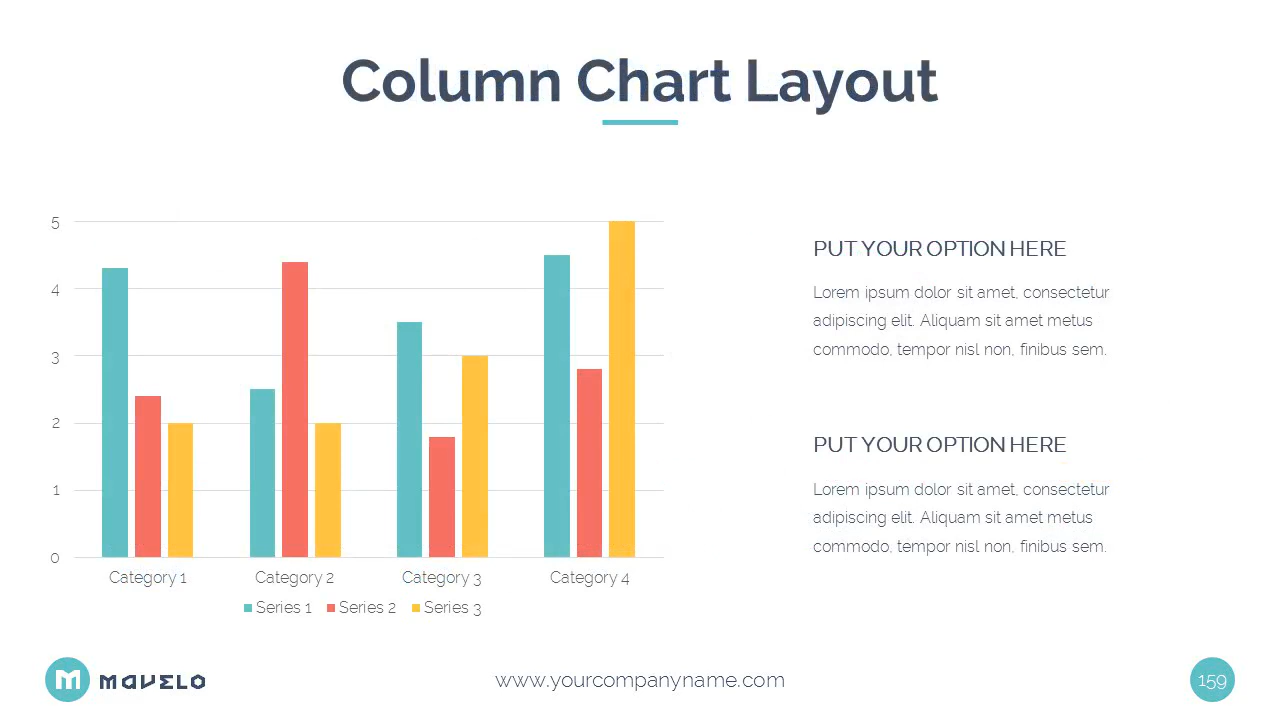 Column Chart Layout
5
4
3
2
1
0
Category 1 Category 2 Category 3 Category 4
Series 1 Series 2 Series 3
PUT YOUR OPTION HERE
Lorem ipsum dolor sit amet, consectetur
adipiscing elit. Aliquam sit amet metus
commodo, tempor nisl non, finibus sem.
PUT YOUR OPTION HERE
Lorem ipsum dolor sit amet, consectetur
adipiscing elit. Aliquam sit amet metus
commodo, tempor nisl non, finibus sem.
M MAVELO
www.yourcompanyname.com
159